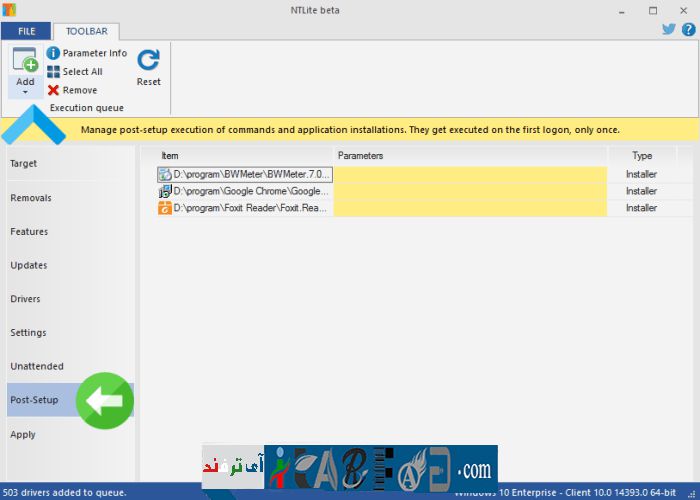 NTLite beta
FILE TOOLBAR
Add
Parameter Info
Select All
Remove
Reset
Execution queue
Manage post-setup execution of commands and application installations. They get executed on the first logon, only once.
Target
Removals
Features
Updates
Drivers
Settings
Unattended
Post-Setup
Apply
Item Parameters Type
D:\program\BWMeter\BWMeter.7.0... Installer
D:\program\Google Chrome\Google... Installer
D:\program\Foxit Reader\Foxit.Rea... Installer
آی ترفند
.com
503 drivers added to queue.
Windows 10 Enterprise - Client 10.0 14393.0 64-bit